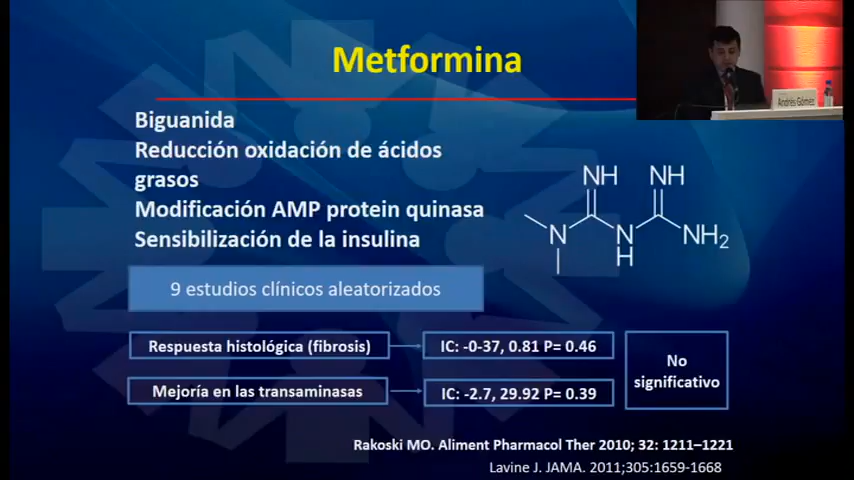 Metformina
Andrés Gómez
Biguanida
Reducción oxidación de ácidos
grasos
Modificación AMP protein quinasa
Sensibilización de la insulina
NH NH
N N NH2
H
9 estudios clínicos aleatorizados
Respuesta histológica (fibrosis)
IC: -0-37, 0.81 P= 0.46
Mejoría en las transaminasas
IC: -2.7, 29.92 P= 0.39
No
significativo
Rakoski MO. Aliment Pharmacol Ther 2010; 32: 1211–1221
Lavine J. JAMA. 2011;305:1659-1668